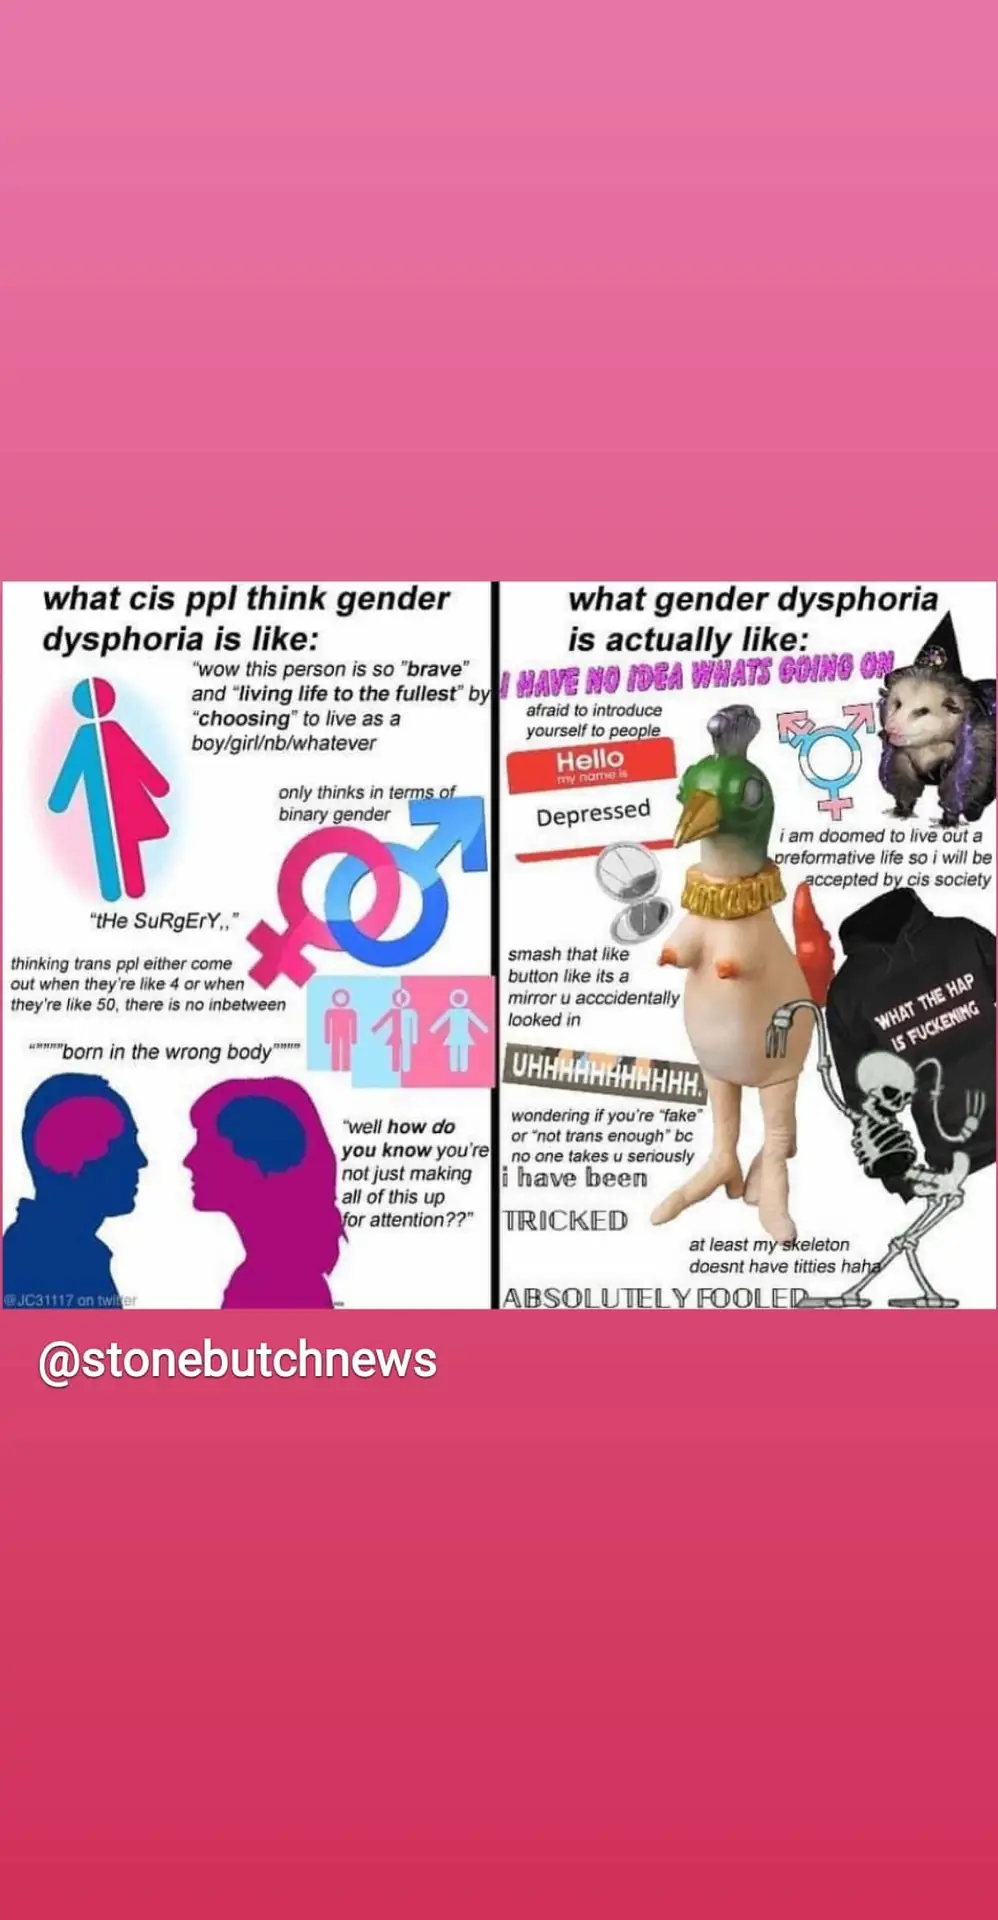 what cis ppl think gender
dysphoria is like:
"wow this person is so "brave"
and "living life to the fullest" by
"choosing" to live as a
boy/girl/nb/whatever
only thinks in terms of
binary gender
"tHe SuRgErY,,"
thinking trans ppl either come
out when they're like 4 or when
they're like 50, there is no inbetween
"""""born in the wrong body""""
"well how do
you know you're
not just making
all of this up
for attention??"
@JC31117 on twitter
what gender dysphoria
is actually like:
I HAVE NO IDEA WHATS GOING ON
afraid to introduce
yourself to people
Hello
my name is
Depressed
i am doomed to live out a
preformative life so i will be
accepted by cis society
smash that like
button like its a
mirror u acccidentally
looked in
WHAT THE HAP
IS FUCKENING
UHHHHHHHHHHH.
wondering if you're "fake"
or "not trans enough" bc
no one takes u seriously
i have been
TRICKED
at least my skeleton
doesnt have titties haha
ABSOLUTELY FOOLED
@stonebutchnews